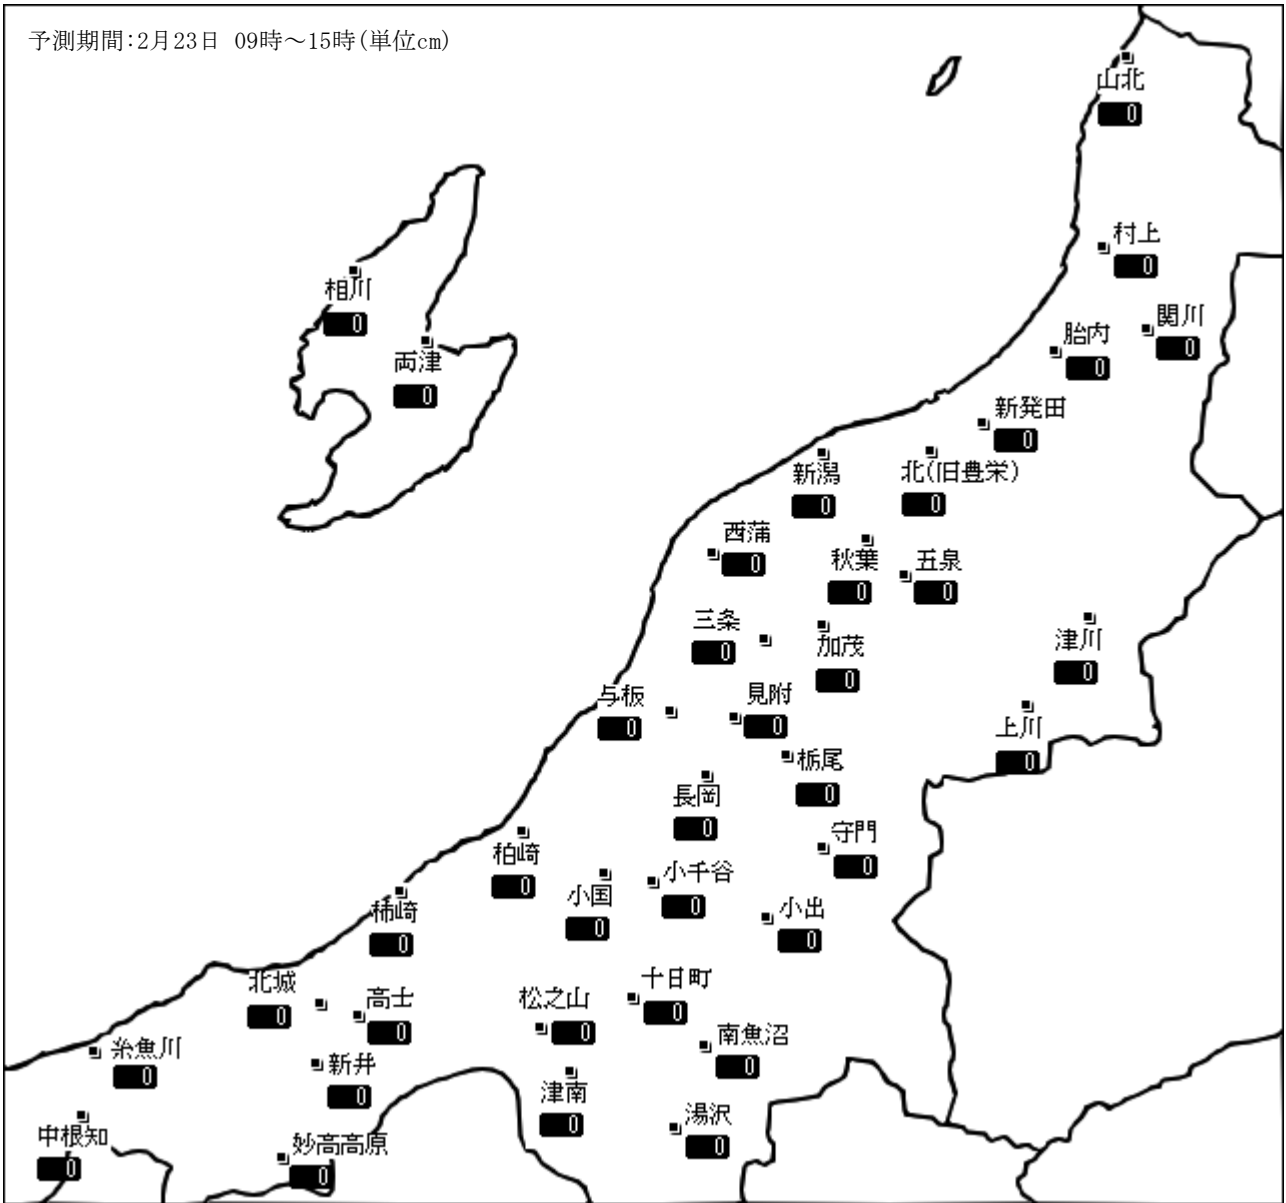 予測期間:2月23日 09時～15時(単位cm)
山北
0
村上
0
相川
0
関川
0
胎内
0
両津
0
新発田
0
新潟
0
北(旧豊栄)
0
西蒲
0
秋葉
0
五泉
0
三条
0
加茂
0
津川
0
与板
0
見附
0
上川
0
栃尾
0
長岡
0
守門
0
柏崎
0
小千谷
0
小国
0
小出
0
柿崎
0
北城
0
高士
0
松之山
0
十日町
0
南魚沼
0
糸魚川
0
新井
0
津南
0
湯沢
0
中根知
0
妙高高原
0